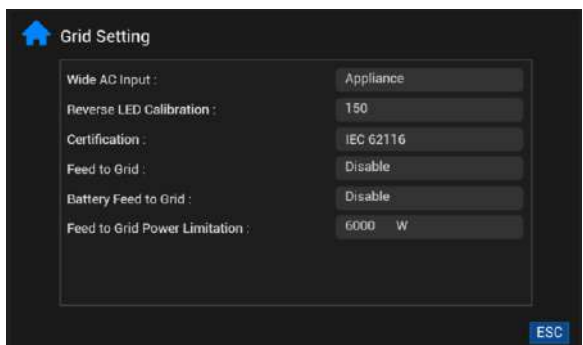 Grid Setting
Wide AC Input : Appliance
Reverse LED Calibration : 150
Certification : IEC 62116
Feed to Grid : Disable
Battery Feed to Grid : Disable
Feed to Grid Power Limitation : 6000 W
ESC